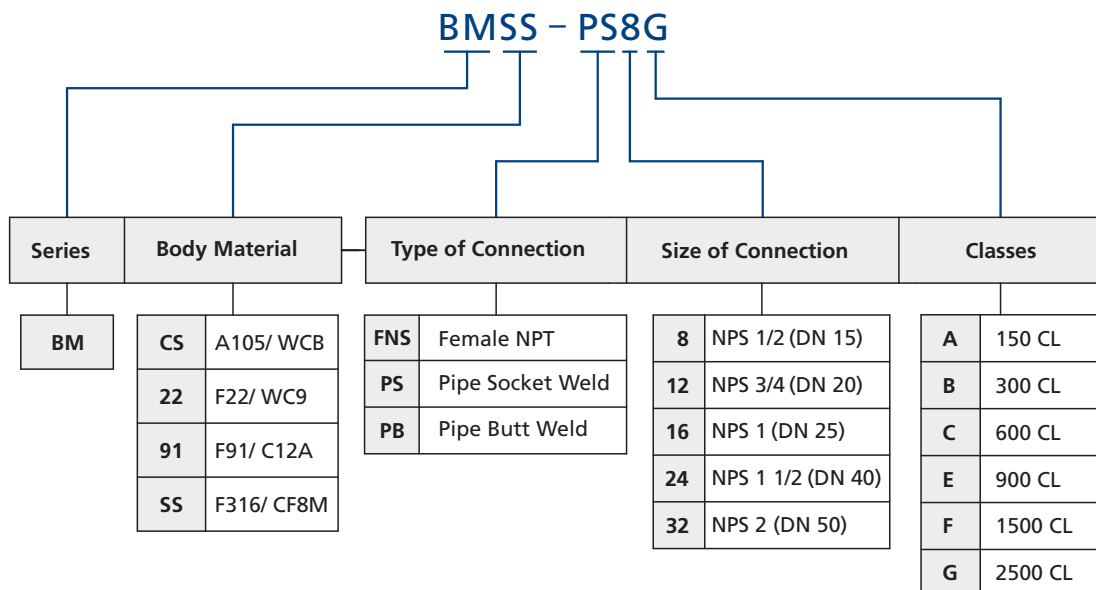 BMSS – PS8G
Series
Body Material
Type of Connection
Size of Connection
Classes
BM
CS A105/ WCB
22 F22/ WC9
91 F91/ C12A
SS F316/ CF8M
FNS Female NPT
PS Pipe Socket Weld
PB Pipe Butt Weld
8 NPS 1/2 (DN 15)
12 NPS 3/4 (DN 20)
16 NPS 1 (DN 25)
24 NPS 1 1/2 (DN 40)
32 NPS 2 (DN 50)
A 150 CL
B 300 CL
C 600 CL
E 900 CL
F 1500 CL
G 2500 CL